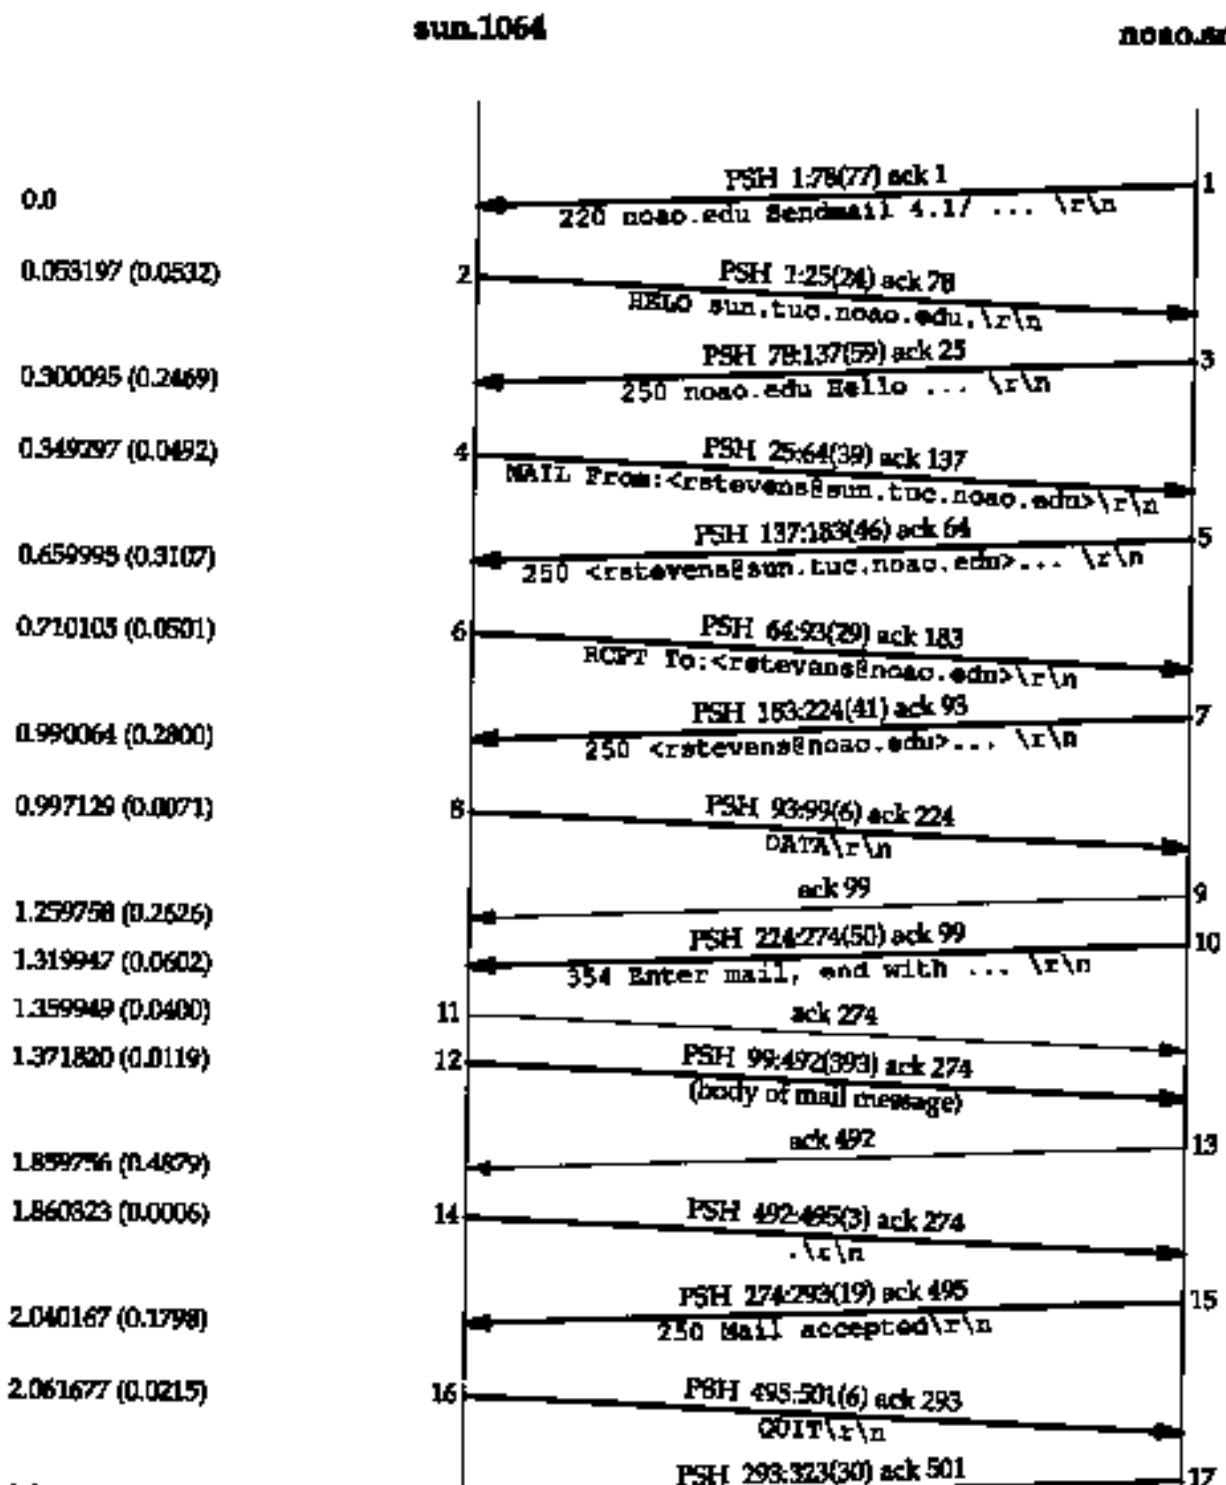 sun.1064
PSH 1:78(77) ack 1
1
0.0
220 noao.edu Sendmail 4.1/ ... \r\n
0.053197 (0.0532)
2
PSH 1:25(24) ack 78
HELO sun.tuc.noao.edu.\r\n
PSH 78:137(59) ack 25
3
0.300095 (0.2469)
250 noao.edu Hello ... \r\n
0.349297 (0.0492)
4
PSH 25:64(39) ack 137
MAIL From:<rstevens@sun.tuc.noao.edu>\r\n
PSH 137:183(46) ack 64
5
0.659995 (0.3107)
250 <rstevens@sun.tuc.noao.edu>... \r\n
0.710105 (0.0501)
6
PSH 64:93(29) ack 183
RCPT To:<rstevens@noao.edu>\r\n
PSH 183:224(41) ack 93
7
0.990064 (0.2800)
250 <rstevens@noao.edu>... \r\n
0.997129 (0.0071)
8
PSH 93:99(6) ack 224
DATA\r\n
ack 99
9
1.259758 (0.2626)
PSH 224:274(50) ack 99
10
1.319947 (0.0602)
354 Enter mail, end with ... \r\n
1.359949 (0.0400)
11
ack 274
1.371820 (0.0119)
12
PSH 99:492(393) ack 274
(body of mail message)
ack 492
13
1.859756 (0.4879)
1.860323 (0.0006)
14
PSH 492:495(3) ack 274
.\r\n
PSH 274:293(19) ack 495
15
2.040167 (0.1798)
250 Mail accepted\r\n
2.061677 (0.0215)
16
PSH 495:501(6) ack 293
QUIT\r\n
PSH 293:323(30) ack 501
17